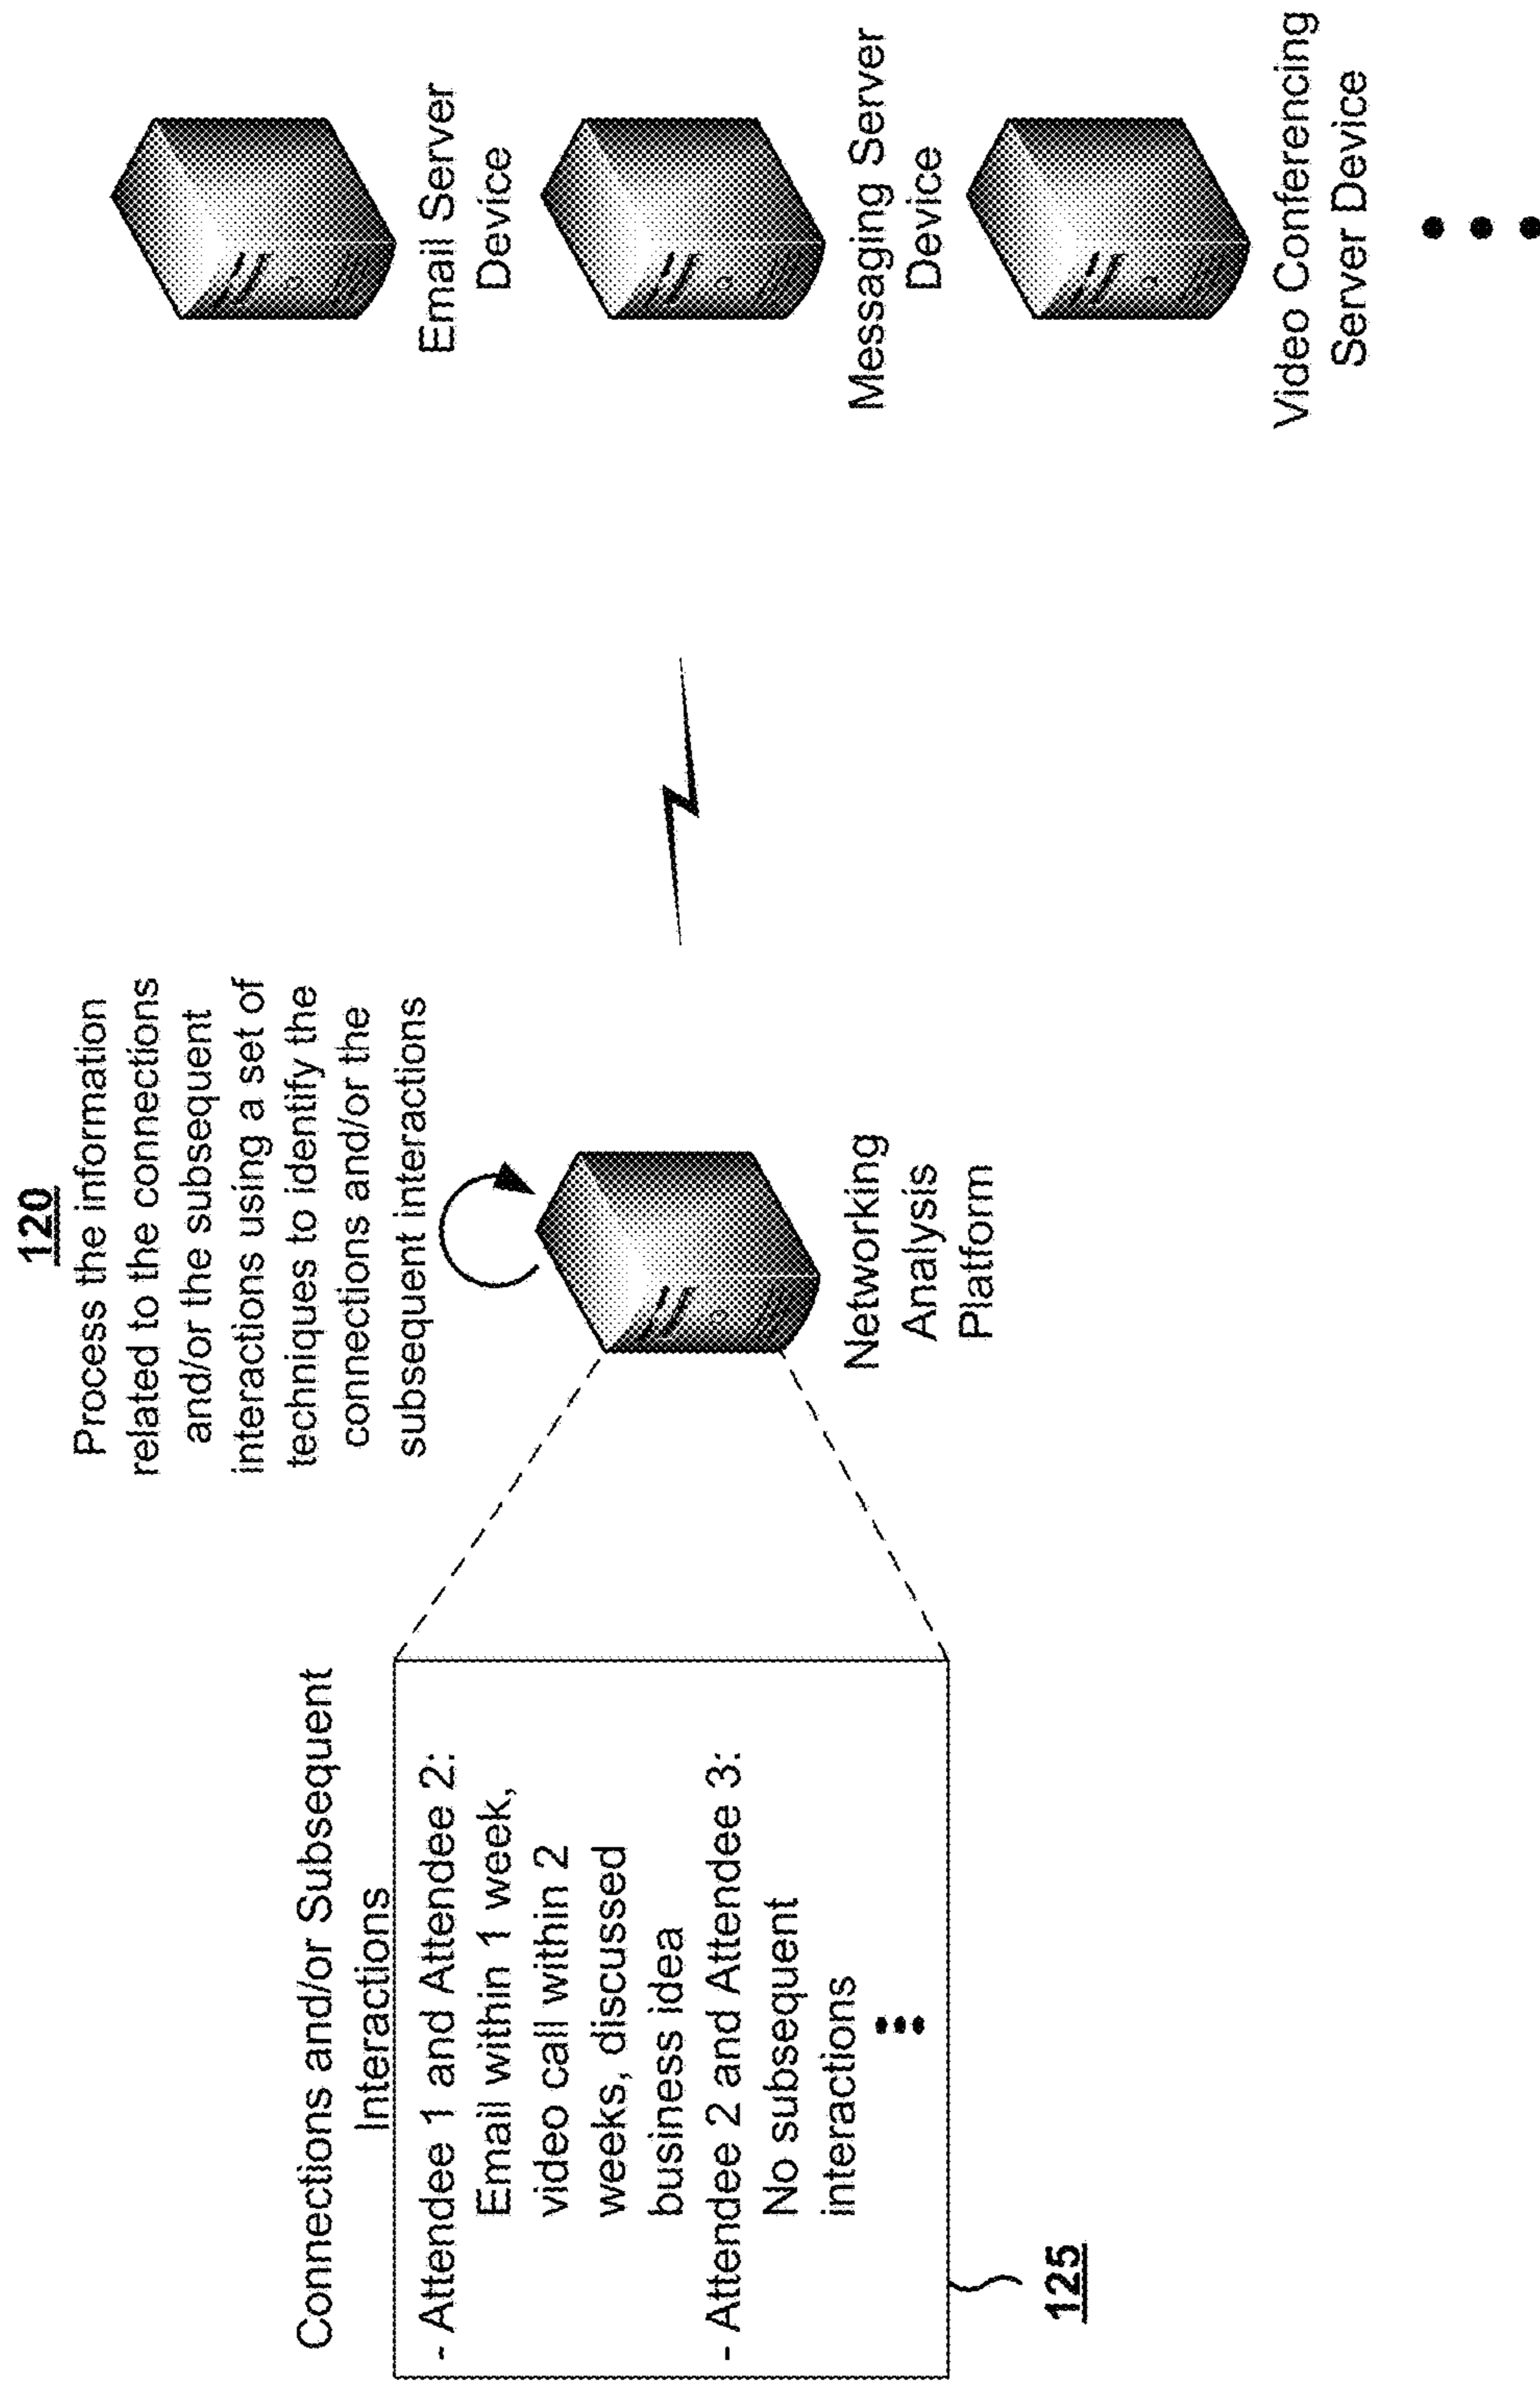 120
Process the information
related to the connections
and/or the subsequent
interactions using a set of
techniques to identify the
connections and/or the
subsequent interactions
Connections and/or Subsequent
Interactions
- Attendee 1 and Attendee 2:
Email within 1 week,
video call within 2
weeks, discussed
business idea
- Attendee 2 and Attendee 3:
No subsequent
interactions
125
Networking
Analysis
Platform
Email Server
Device
Messaging Server
Device
Video Conferencing
Server Device